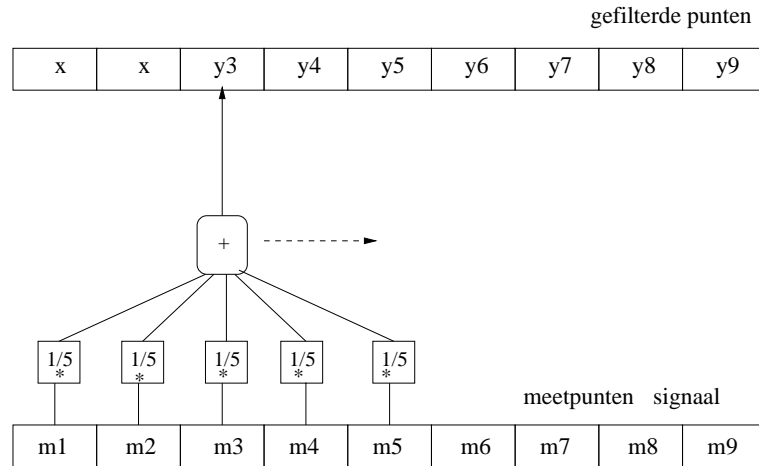 gefilterde punten
x x y3 y4 y5 y6 y7 y8 y9
+
1/5 1/5 1/5 1/5 1/5
* * * * *
meetpunten signaal
m1 m2 m3 m4 m5 m6 m7 m8 m9